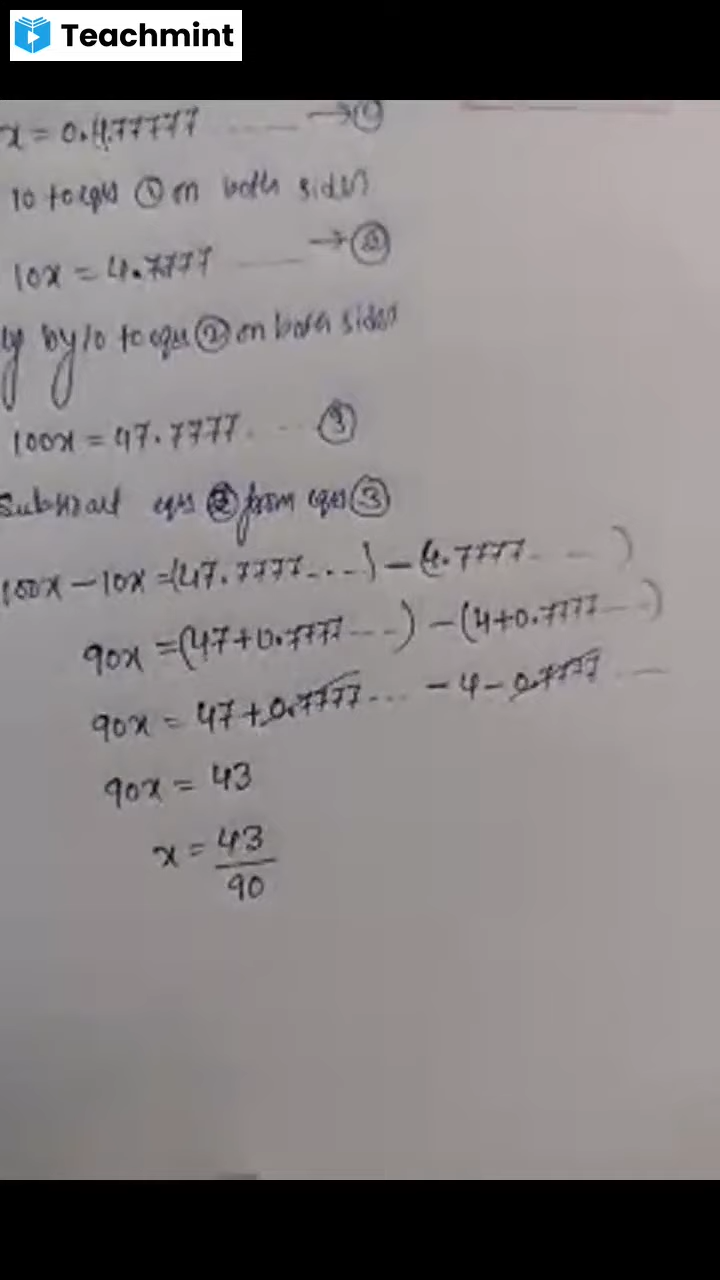 Teachmint
x = 0.477777 ...... → ①
10 to equ ① on both sides
10x = 4.7777 ...... → ②
ly by 10 to equ ② on both sides
100x = 47.7777 .... ③
Subtract equ ② from equ ③
100x – 10x = (47.7777....) – (4.7777.....)
90x = (47+0.7777....) – (4+0.7777....)
90x = 47+0.7777... – 4 – 0.7777 ....
90x = 43
x = 43
90